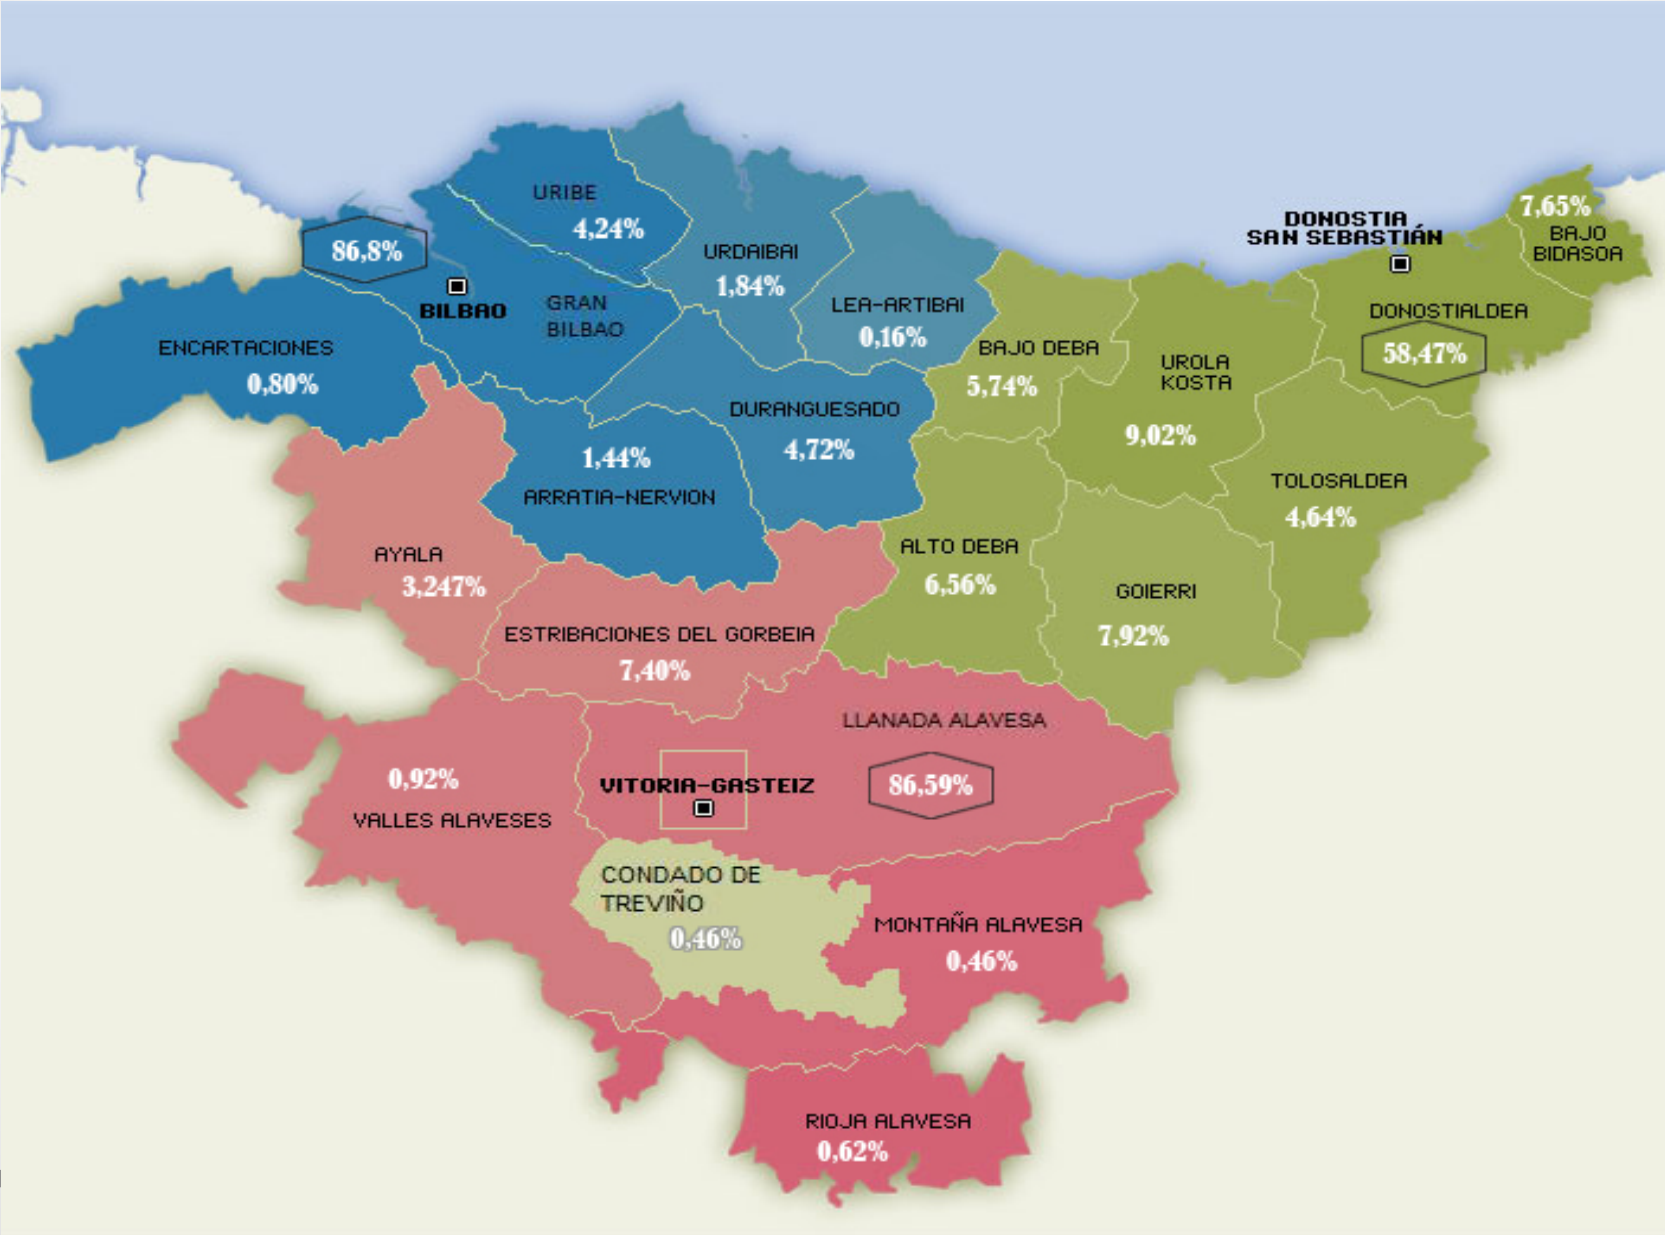 URIBE
4,24%
86,8%
BILBAO
GRAN
BILBAO
URDAIBAI
1,84%
LEA-ARTIBAI
0,16%
ENCARTACIONES
0,80%
DURANGUESADO
4,72%
1,44%
ARRATIA-NERVION
DONOSTIA
SAN SEBASTIÁN
7,65%
BAJO
BIDASOA
DONOSTIALDEA
58,47%
BAJO DEBA
5,74%
UROLA
KOSTA
9,02%
TOLOSALDEA
4,64%
ALTO DEBA
6,56%
GOIERRI
7,92%
AYALA
3,247%
ESTRIBACIONES DEL GORBEIA
7,40%
LLANADA ALAVESA
86,59%
VITORIA-GASTEIZ
0,92%
VALLES ALAVESES
CONDADO DE
TREVIÑO
0,46%
MONTAÑA ALAVESA
0,46%
RIOJA ALAVESA
0,62%